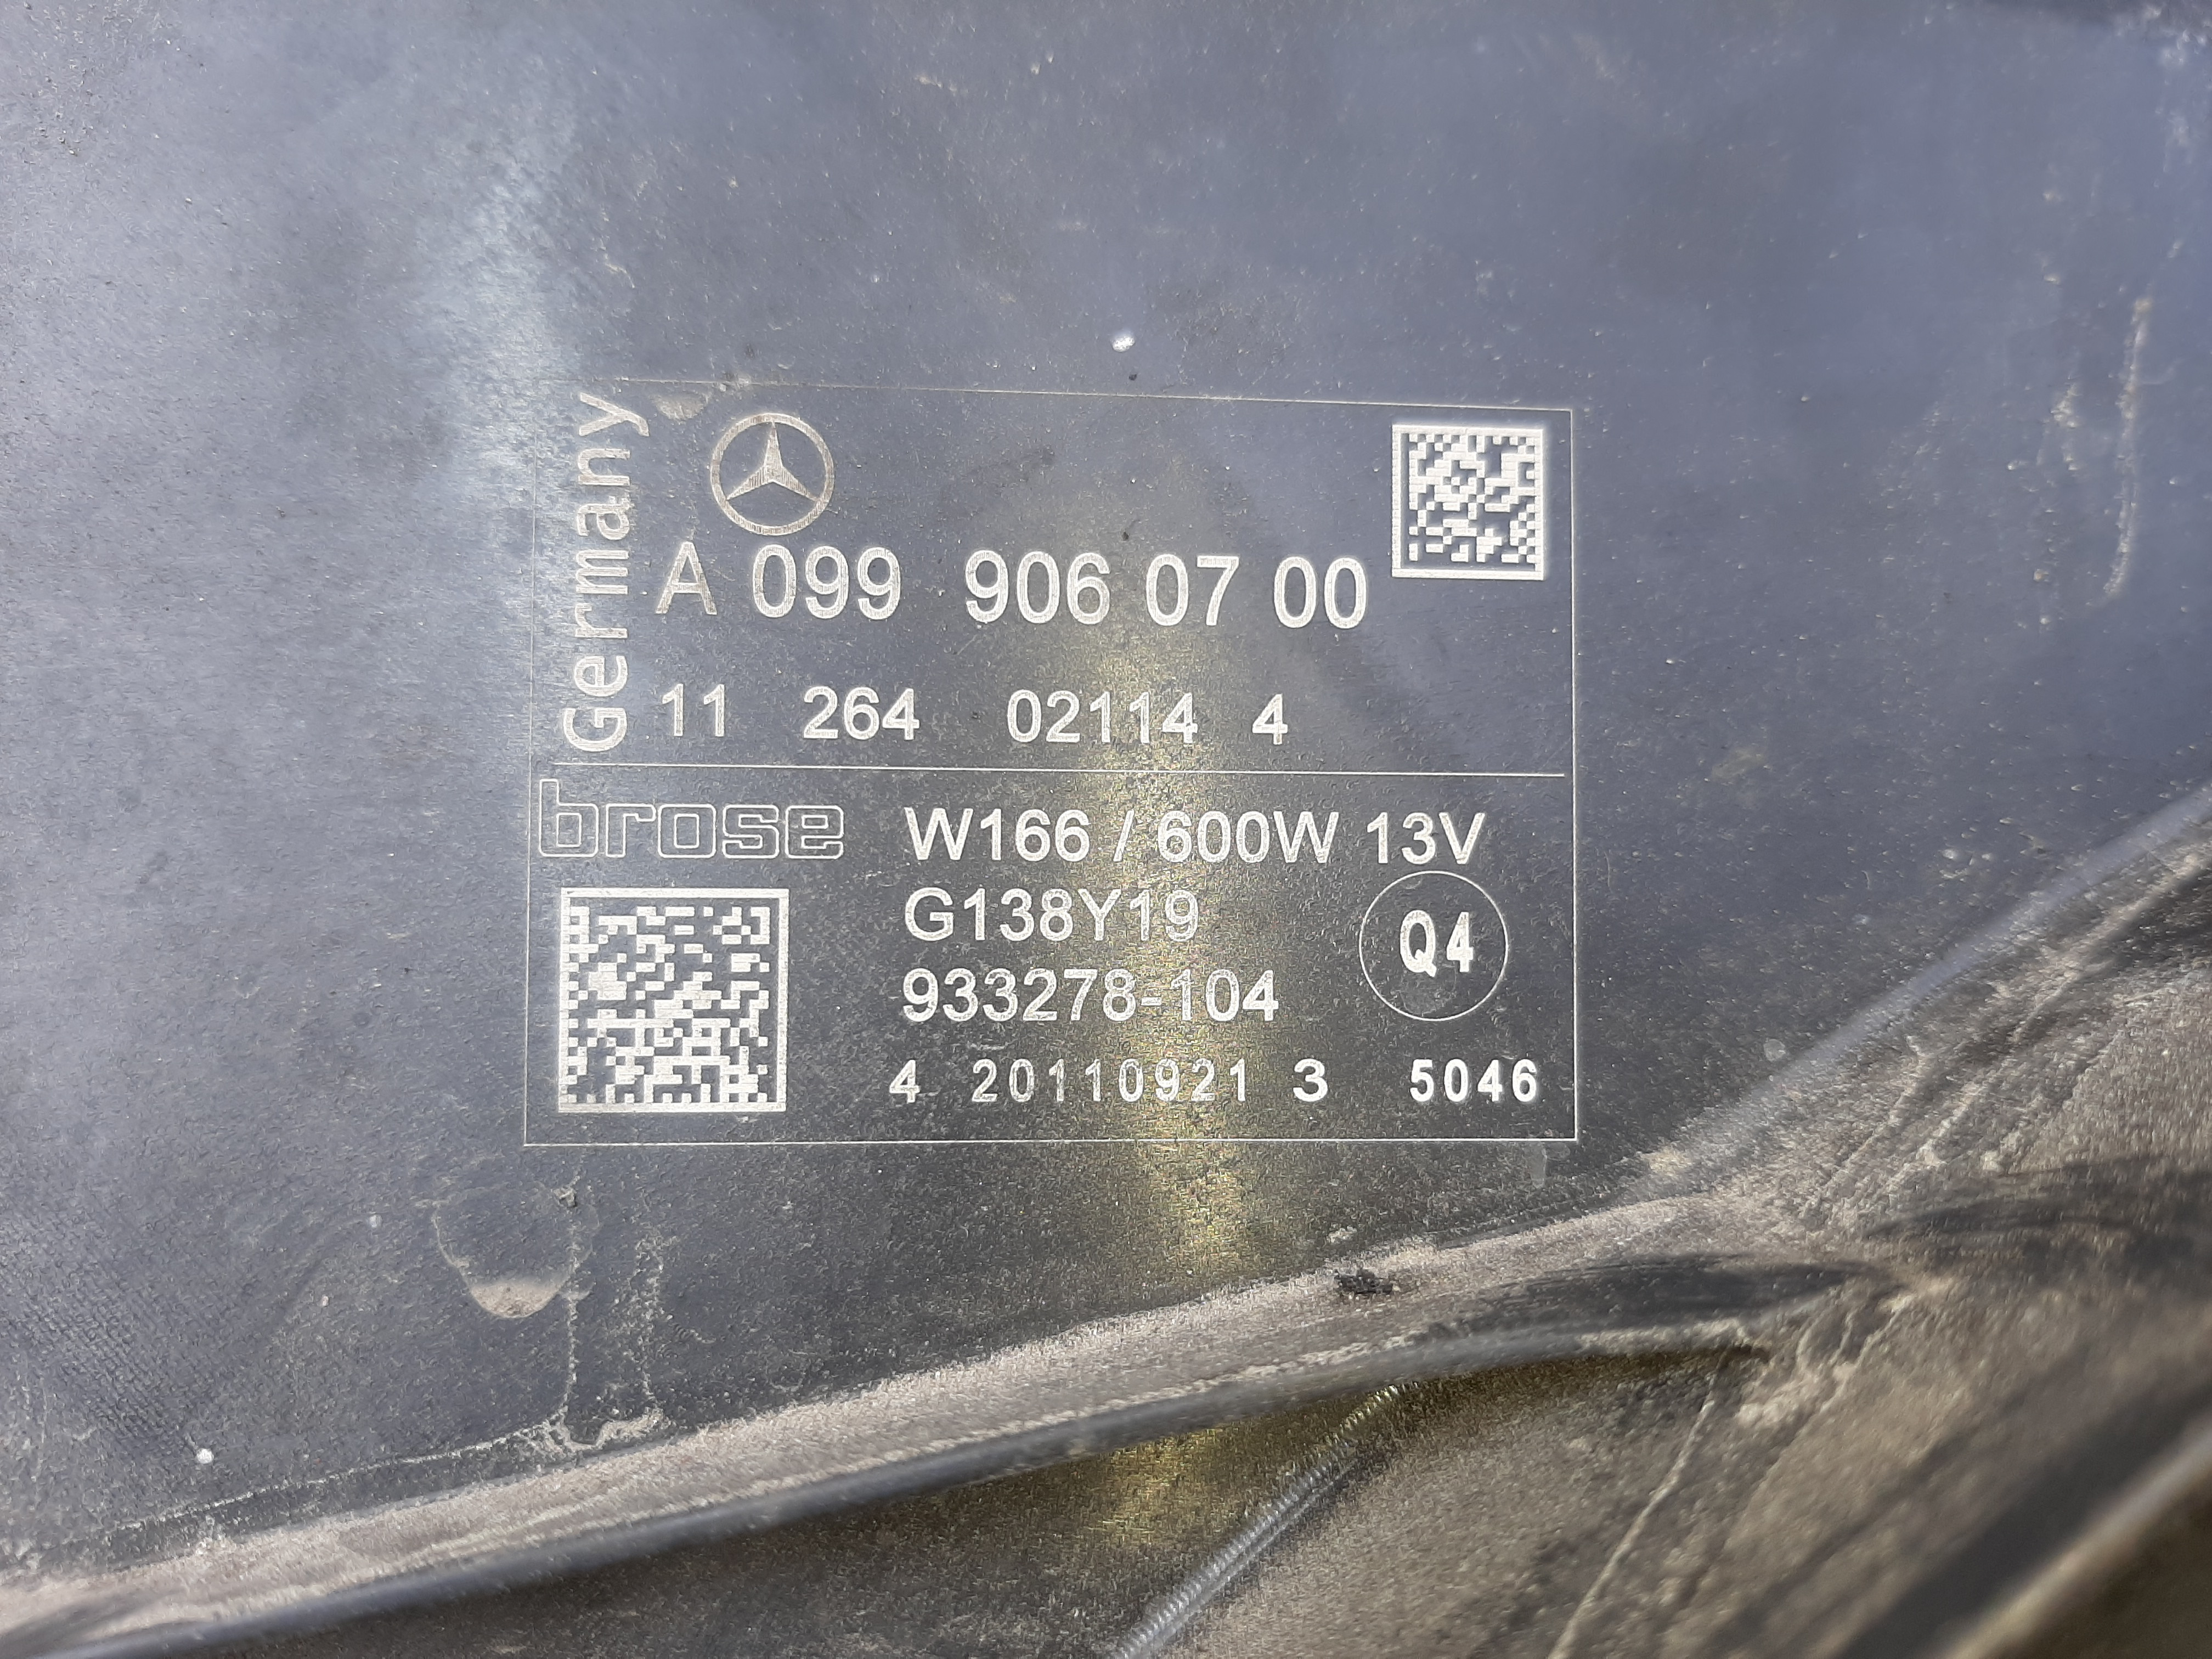 Germany
A 099 906 07 00
11 264 02114 4
brose
W166 / 600W 13V
G138Y19
Q4
933278-104
4 20110921 3 5046